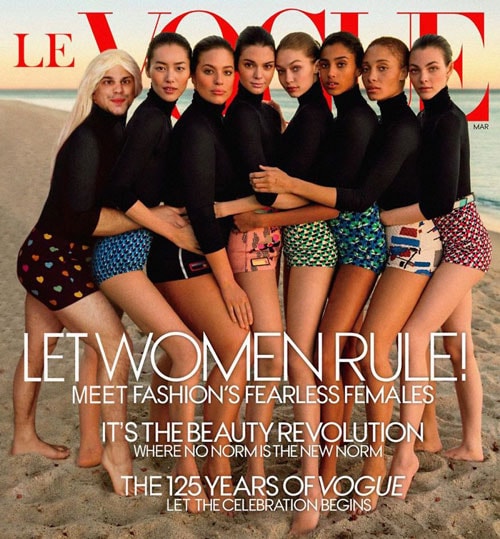 LE VOGUE
MAR
LET WOMEN RULE!
MEET FASHION'S FEARLESS FEMALES
IT'S THE BEAUTY REVOLUTION
WHERE NO NORM IS THE NEW NORM
THE 125 YEARS OF VOGUE
LET THE CELEBRATION BEGINS